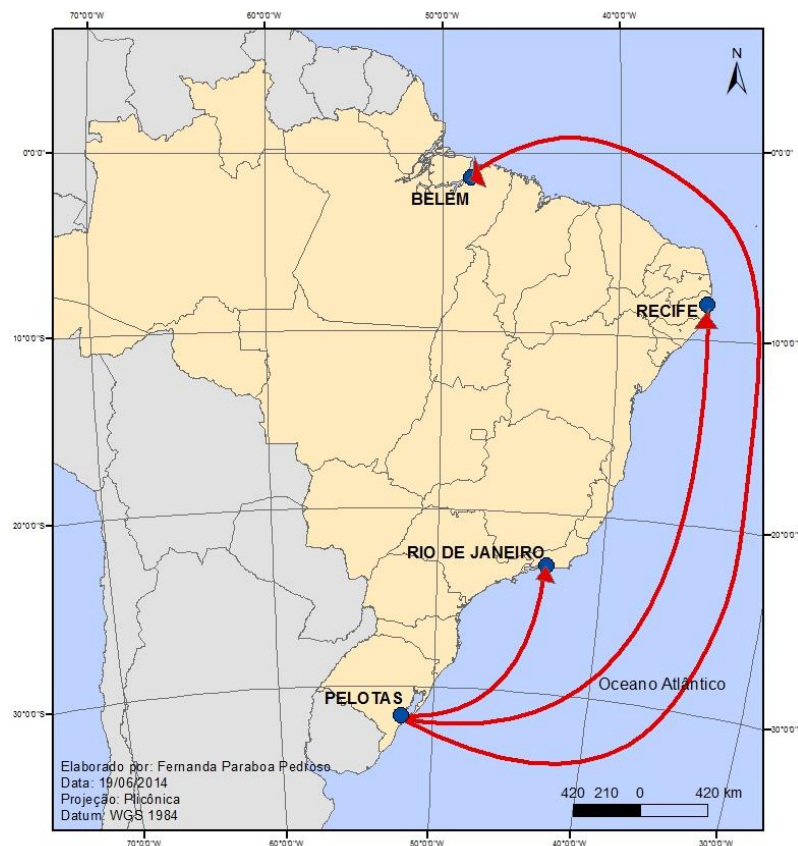 70°0'0"W 60°0'0"W 50°0'0"W 40°0'0"W
N
0°0'0" 0°0'0"
BELEM
RECIFE
10°0'0"S 10°0'0"S
20°0'0"S 20°0'0"S
RIO DE JANEIRO
Oceano Atlântico
PELOTAS
30°0'0"S 30°0'0"S
Elaborado por: Fernanda Paraboa Pedroso
Data: 19/06/2014
Projeção: Plicônica
Datum: WGS 1984
420 210 0 420 km
70°0'0"W 60°0'0"W 50°0'0"W 40°0'0"W 30°0'0"W